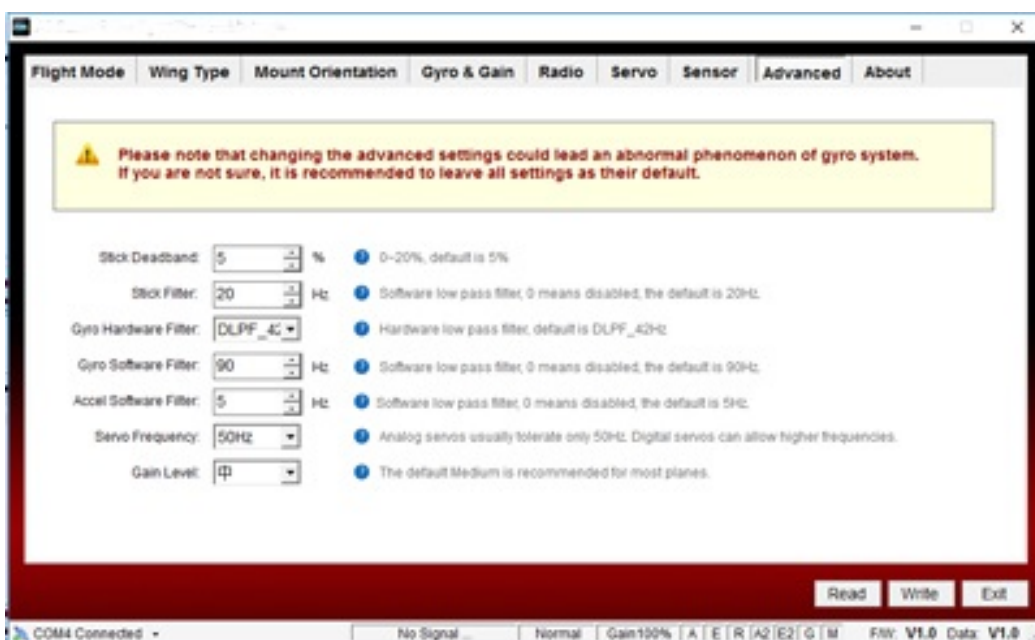 Flight Mode Wing Type Mount Orientation Gyro & Gain Radio Servo Sensor Advanced About
Please note that changing the advanced settings could lead an abnormal phenomenon of gyro system.
If you are not sure, it is recommended to leave all settings as their default.
Stick Deadband: 5 % ? 0~20%, default is 5%
Stick Filter: 20 Hz ? Software low pass filter, 0 means disabled, the default is 20Hz.
Gyro Hardware Filter: DLPF_42 ? Hardware low pass filter, default is DLPF_42Hz
Gyro Software Filter: 90 Hz ? Software low pass filter, 0 means disabled, the default is 90Hz.
Accel Software Filter: 5 Hz ? Software low pass filter, 0 means disabled, the default is 5Hz.
Servo Frequency: 50Hz ? Analog servos usually tolerate only 50Hz. Digital servos can allow higher frequencies.
Gain Level: 中 ? The default Medium is recommended for most planes.
Read Write Exit
COM4 Connected No Signal ... Normal Gain100% A E R A2 E2 G M F/W: V1.0 Data: V1.0